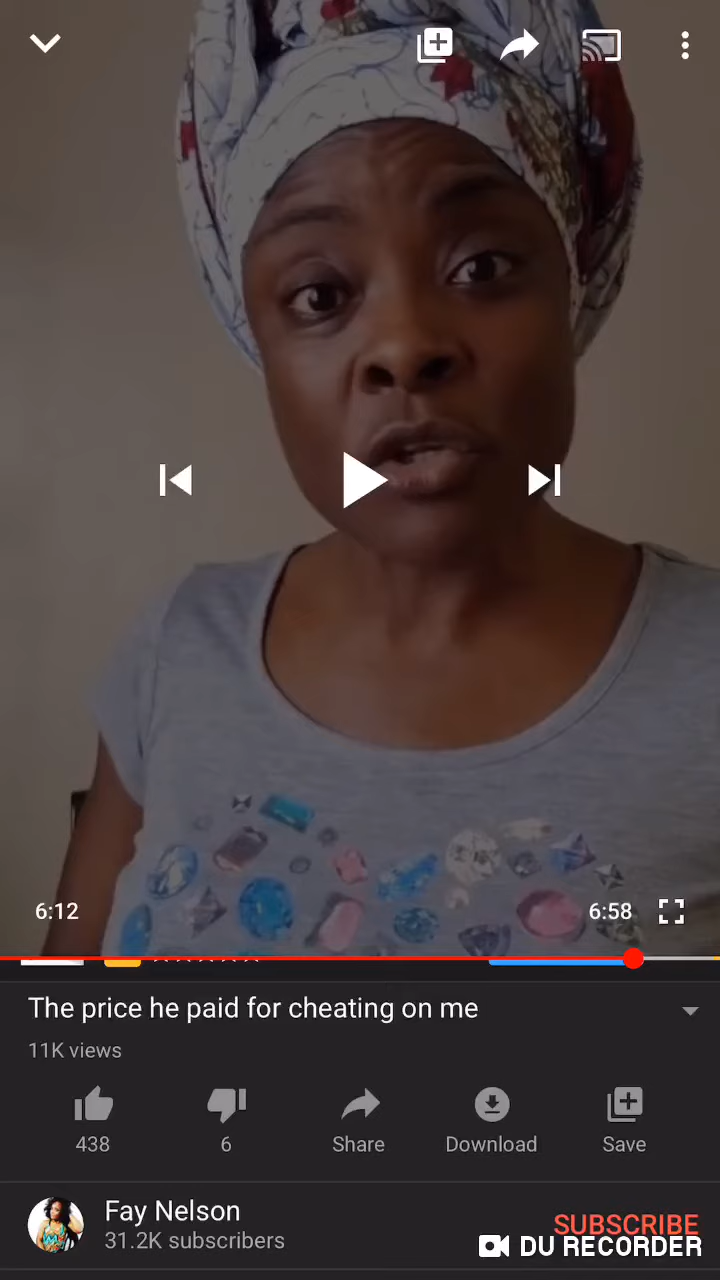 6:12
6:58
The price he paid for cheating on me
11K views
438
6
Share
Download
Save
Fay Nelson
31.2K subscribers
SUBSCRIBE
DU RECORDER